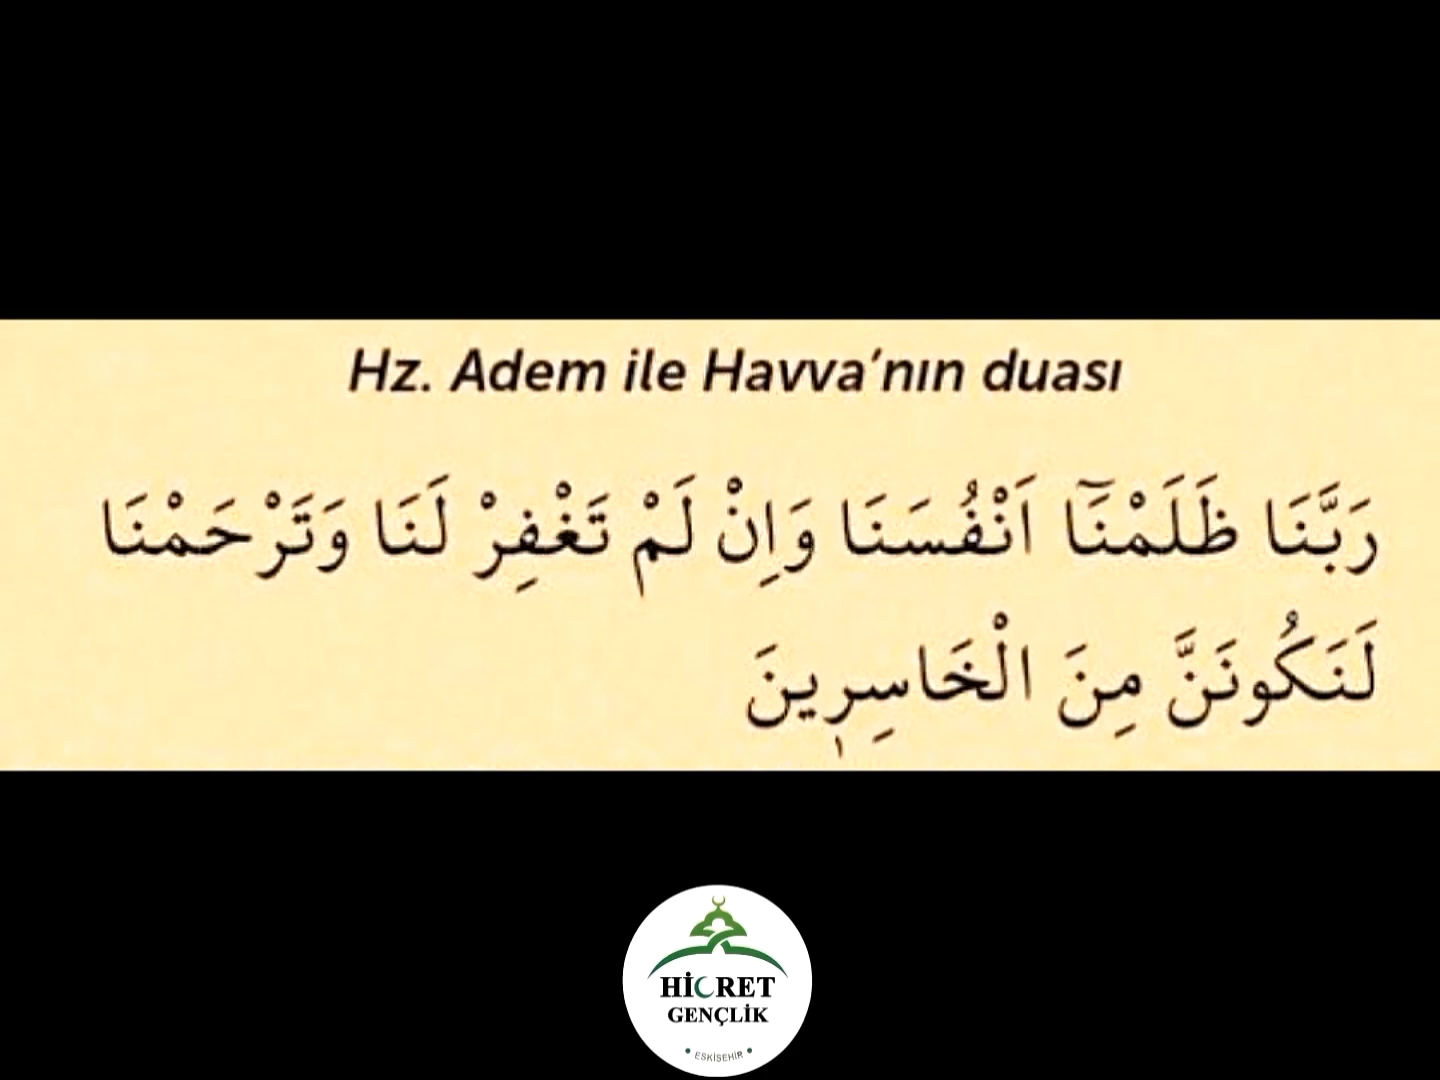 Hz. Adem ile Havva'nın duası
رَبَّنَا ظَلَمْنَٓا اَنْفُسَنَا وَاِنْ لَمْ تَغْفِرْ لَنَا وَتَرْحَمْنَا
لَنَكُونَنَّ مِنَ الْخَاسِرٖينَ
HİCRET
GENÇLİK
• ESKİŞEHİR •